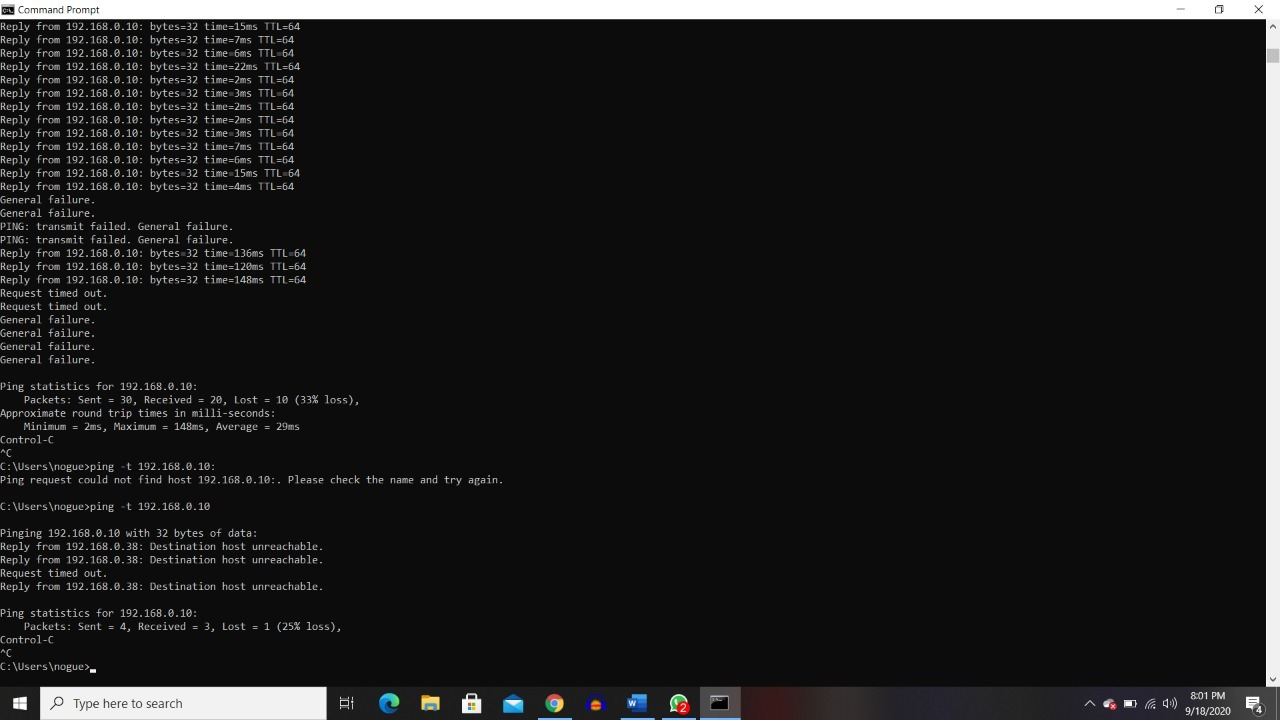 Command Prompt
Reply from 192.168.0.10: bytes=32 time=15ms TTL=64
Reply from 192.168.0.10: bytes=32 time=7ms TTL=64
Reply from 192.168.0.10: bytes=32 time=6ms TTL=64
Reply from 192.168.0.10: bytes=32 time=22ms TTL=64
Reply from 192.168.0.10: bytes=32 time=2ms TTL=64
Reply from 192.168.0.10: bytes=32 time=3ms TTL=64
Reply from 192.168.0.10: bytes=32 time=2ms TTL=64
Reply from 192.168.0.10: bytes=32 time=2ms TTL=64
Reply from 192.168.0.10: bytes=32 time=3ms TTL=64
Reply from 192.168.0.10: bytes=32 time=7ms TTL=64
Reply from 192.168.0.10: bytes=32 time=6ms TTL=64
Reply from 192.168.0.10: bytes=32 time=15ms TTL=64
Reply from 192.168.0.10: bytes=32 time=4ms TTL=64
General failure.
General failure.
PING: transmit failed. General failure.
PING: transmit failed. General failure.
Reply from 192.168.0.10: bytes=32 time=136ms TTL=64
Reply from 192.168.0.10: bytes=32 time=120ms TTL=64
Reply from 192.168.0.10: bytes=32 time=148ms TTL=64
Request timed out.
Request timed out.
General failure.
General failure.
General failure.
General failure.
Ping statistics for 192.168.0.10:
Packets: Sent = 30, Received = 20, Lost = 10 (33% loss),
Approximate round trip times in milli-seconds:
Minimum = 2ms, Maximum = 148ms, Average = 29ms
Control-C
^C
C:\Users\nogue>ping -t 192.168.0.10:
Ping request could not find host 192.168.0.10:. Please check the name and try again.
C:\Users\nogue>ping -t 192.168.0.10
Pinging 192.168.0.10 with 32 bytes of data:
Reply from 192.168.0.38: Destination host unreachable.
Reply from 192.168.0.38: Destination host unreachable.
Request timed out.
Reply from 192.168.0.38: Destination host unreachable.
Ping statistics for 192.168.0.10:
Packets: Sent = 4, Received = 3, Lost = 1 (25% loss),
Control-C
^C
C:\Users\nogue>
Type here to search
2
8:01 PM
9/18/2020
4